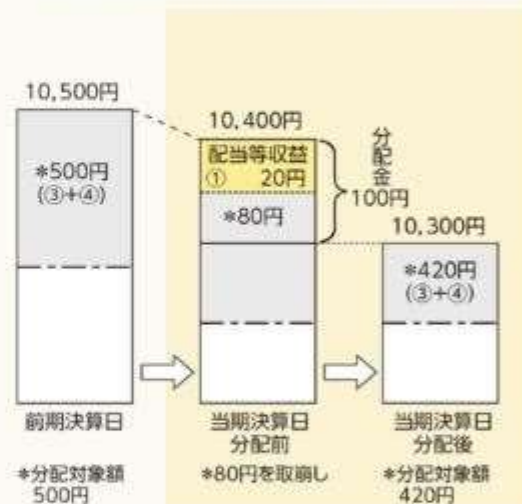 10,500円
*500円
(③+④)
前期決算日
*分配対象額
500円
10,400円
配当等収益
① 20円
*80円
分配金
100円
当期決算日
分配前
*80円を取崩し
10,300円
*420円
(③+④)
当期決算日
分配後
*分配対象額
420円